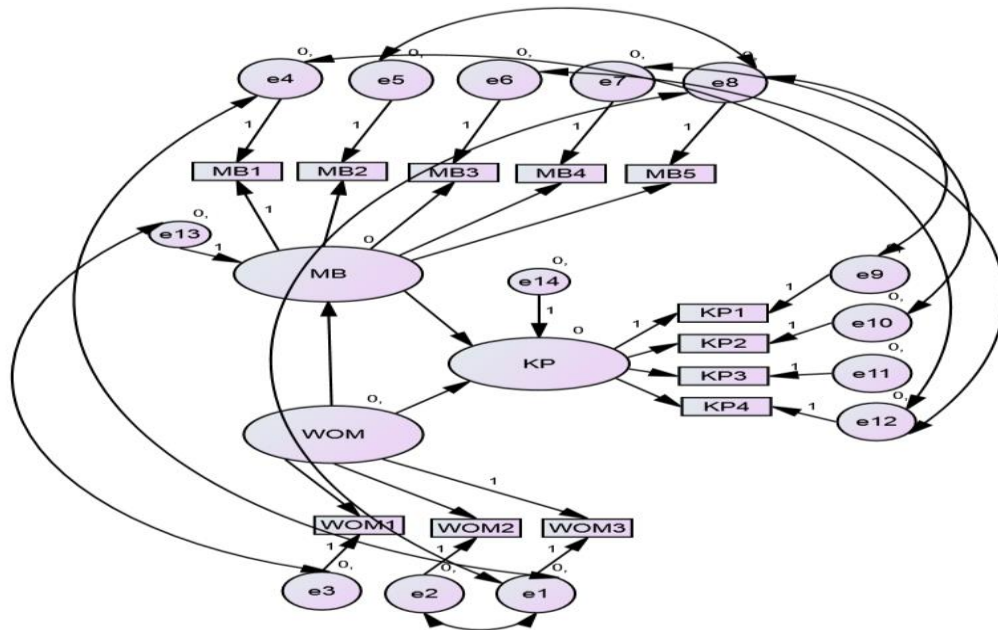 0, 0, 0, 0, 0,
e4 e5 e6 e7 e8
1 1 1 1 1
MB1 MB2 MB3 MB4 MB5
0,
e13 1
1
0
MB
0,
e14
1
0
KP
0,
e9
1
1 KP1
0,
e10
1
KP2
0,
e11
1
KP3
0,
e12
1
KP4
0,
WOM
1
WOM1 WOM2 WOM3
1 1 1
0, 0, 0,
e3 e2 e1